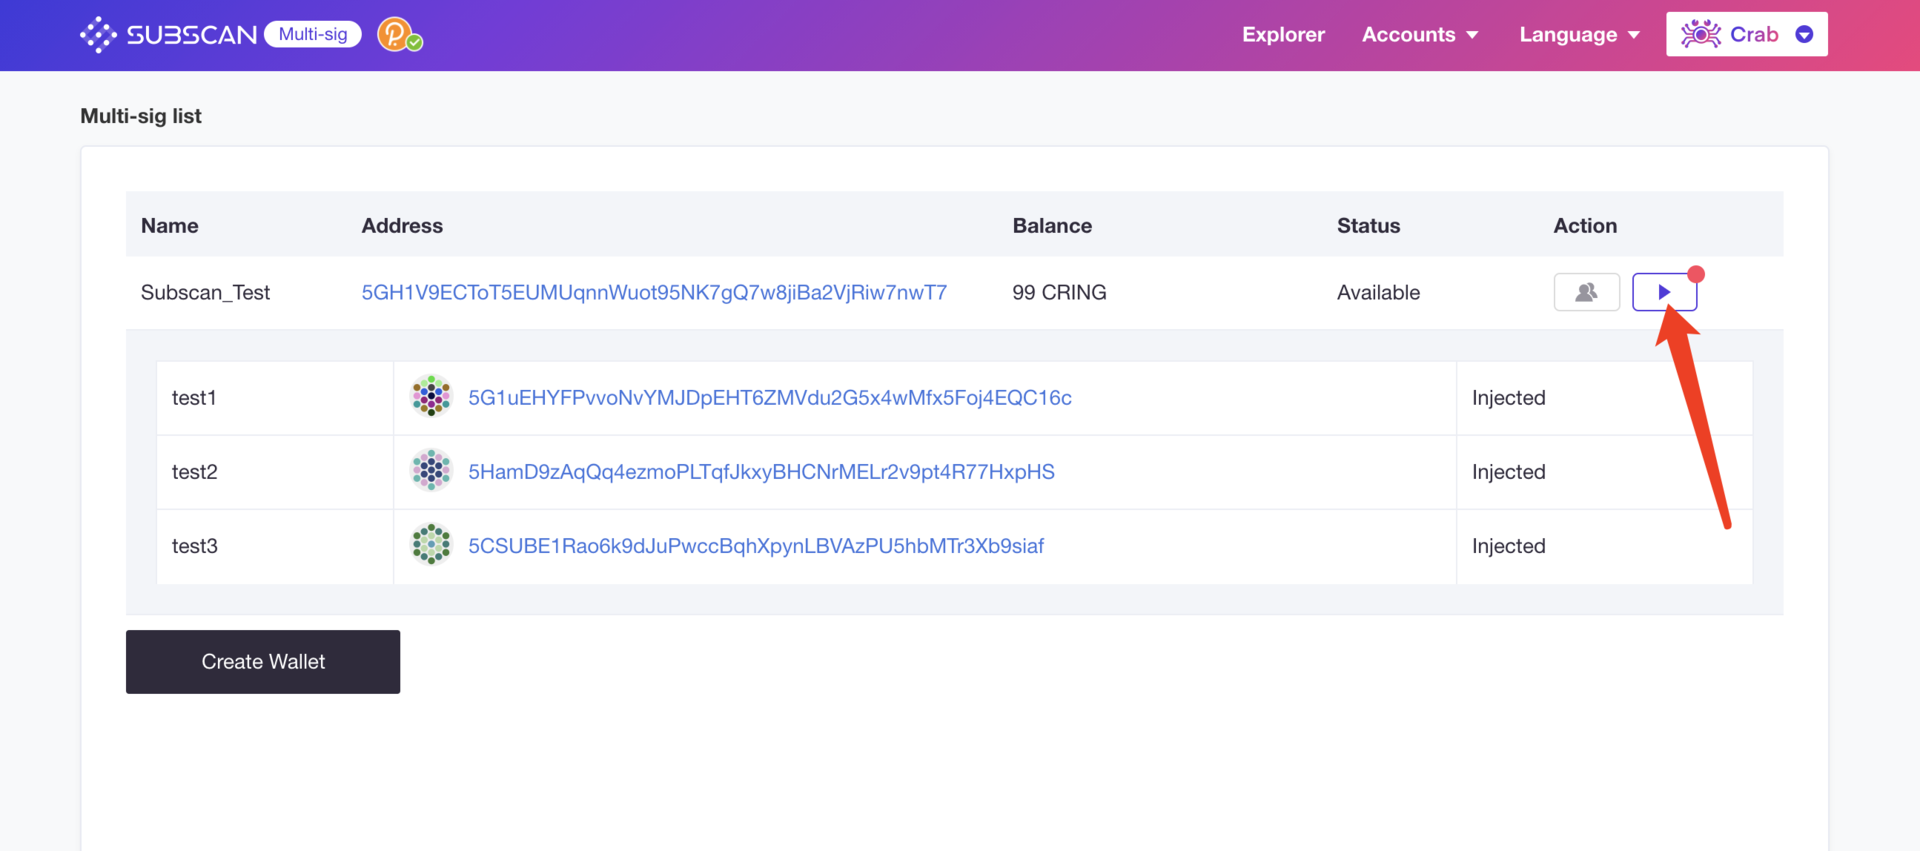 SUBSCAN Multi-sig Explorer Accounts Language Crab
Multi-sig list
Name Address Balance Status Action
Subscan_Test 5GH1V9ECToT5EUMUqnnWuot95NK7gQ7w8jiBa2VjRiw7nwT7 99 CRING Available
test1 5G1uEHYFPvvoNvYMJDpEHT6ZMVdu2G5x4wMfx5Foj4EQC16c Injected
test2 5HamD9zAqQq4ezmoPLTqfJkxyBHCNrMELr2v9pt4R77HxpHS Injected
test3 5CSUBE1Rao6k9dJuPwccBqhXpynLBVAzPU5hbMTr3Xb9siaf Injected
Create Wallet